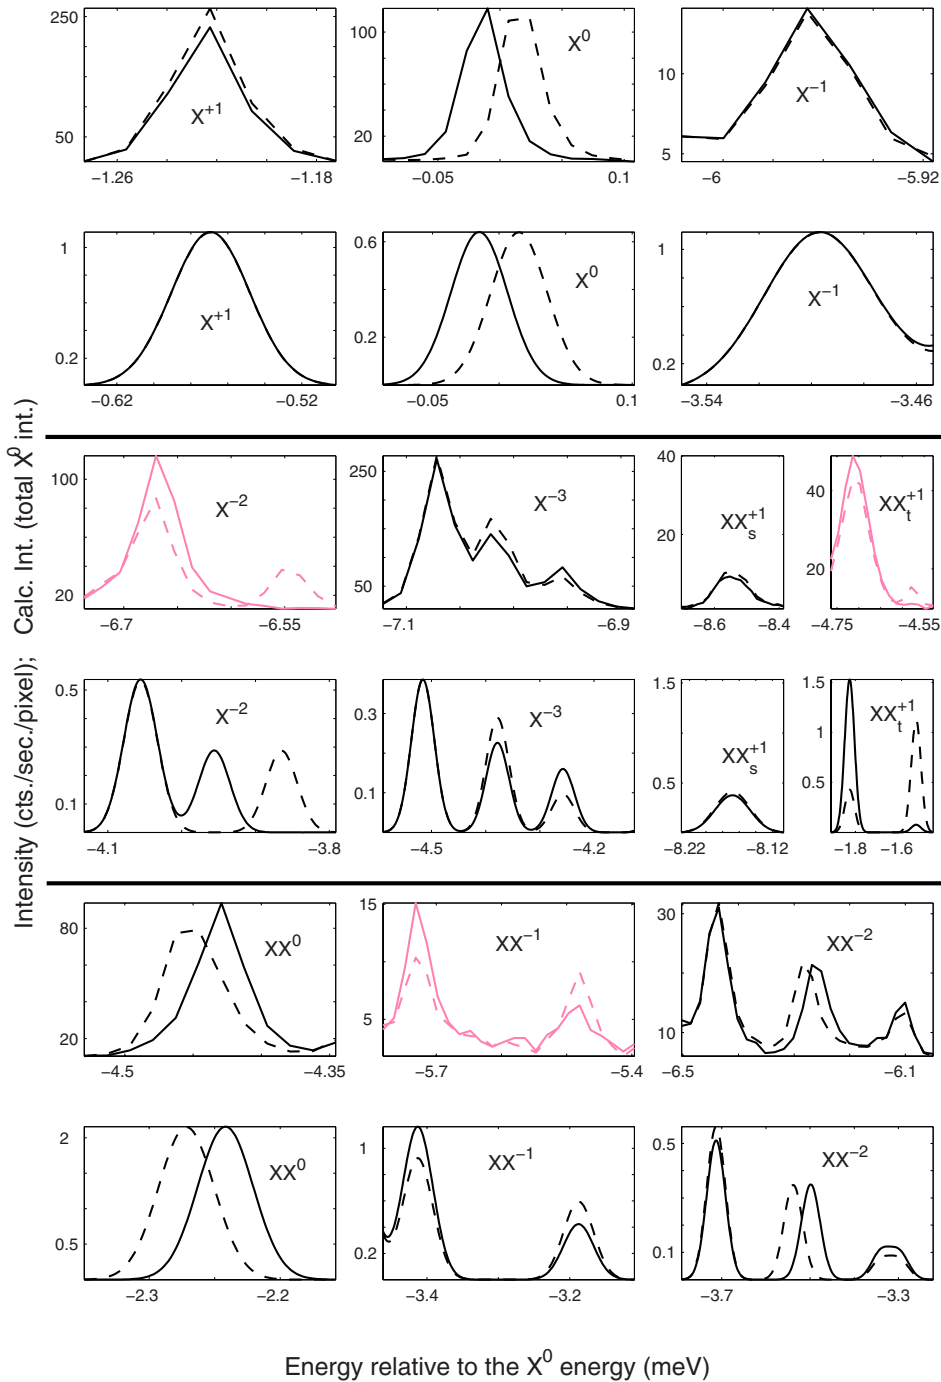 250
50
X+1
−1.26 −1.18
100
20
X0
−0.05 0.1
10
5
X−1
−6 −5.92
1
0.2
X+1
−0.62 −0.52
0.6
0.2
X0
−0.05 0.1
1
0.2
X−1
−3.54 −3.46
100
20
X−2
−6.7 −6.55
250
50
X−3
−7.1 −6.9
40
20
XXs+1
−8.6 −8.4
40
20
XXt+1
−4.75 −4.55
0.5
0.1
X−2
−4.1 −3.8
0.3
0.1
X−3
−4.5 −4.2
1.5
0.5
XXs+1
−8.22 −8.12
1.5
1
0.5
XXt+1
−1.8 −1.6
80
20
XX0
−4.5 −4.35
15
5
XX−1
−5.7 −5.4
30
20
10
XX−2
−6.5 −6.1
2
0.5
XX0
−2.3 −2.2
1
0.2
XX−1
−3.4 −3.2
0.5
0.1
XX−2
−3.7 −3.3
Intensity (cts./sec./pixel); Calc. Int. (total X0 int.)
Energy relative to the X0 energy (meV)